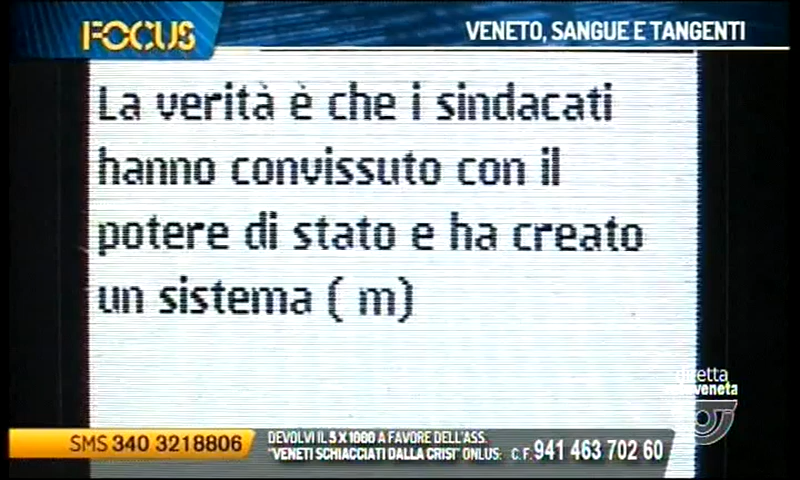 FOCUS
VENETO, SANGUE E TANGENTI
La verità è che i sindacati
hanno convissuto con il
potere di stato e ha creato
un sistema ( m)
diretta
veneta
SMS 340 3218806
DEVOLVI IL 5 X 1000 A FAVORE DELL'ASS.
"VENETI SCHIACCIATI DALLA CRISI" ONLUS: C.F. 941 463 702 60